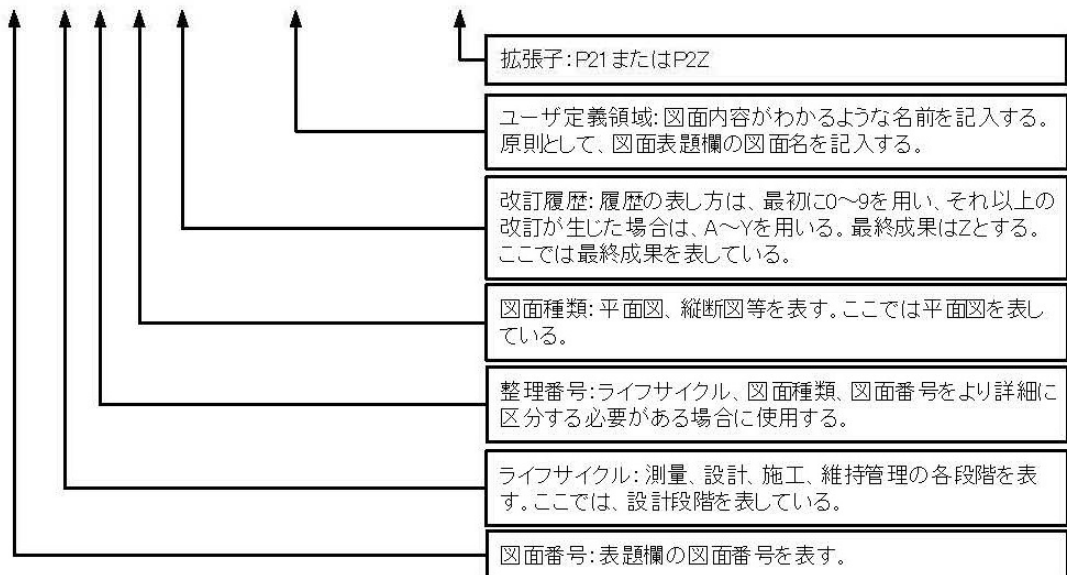 拡張子:P21またはP2Z
ユーザ定義領域:図面内容がわかるような名前を記入する。
原則として、図面表題欄の図面名を記入する。
改訂履歴:履歴の表し方は、最初に0～9を用い、それ以上の
改訂が生じた場合は、A～Yを用いる。最終成果はZとする。
ここでは最終成果を表している。
図面種類:平面図、縦断図等を表す。ここでは平面図を表し
ている。
整理番号:ライフサイクル、図面種類、図面番号をより詳細に
区分する必要がある場合に使用する。
ライフサイクル:測量、設計、施工、維持管理の各段階を表
す。ここでは、設計段階を表している。
図面番号:表題欄の図面番号を表す。